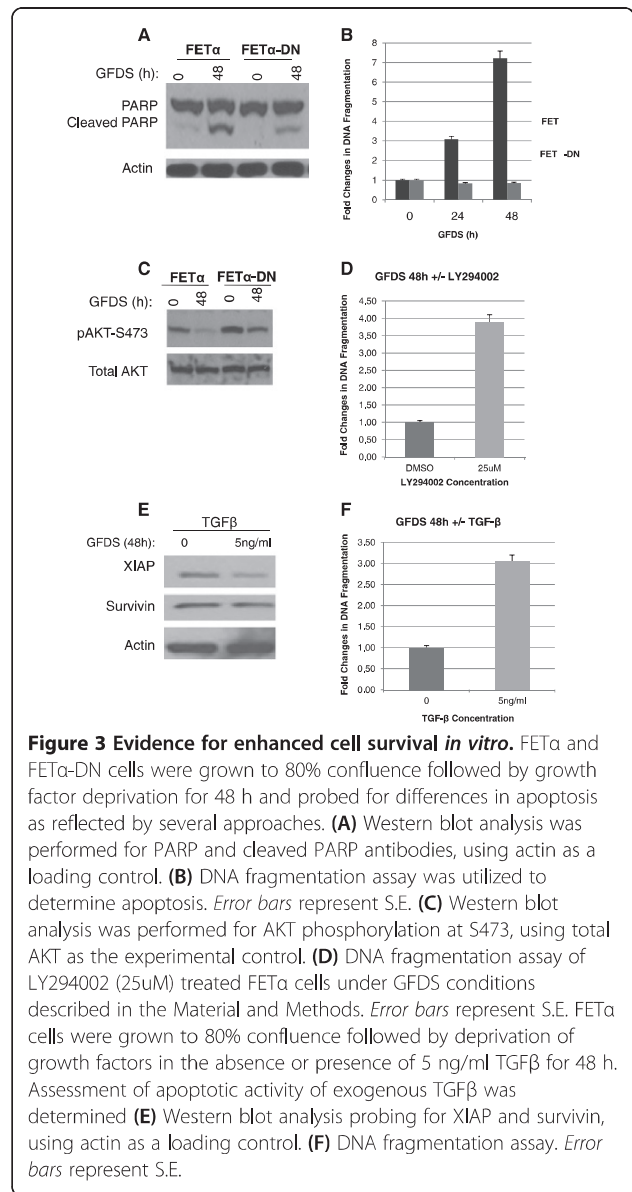 A
FETα FETα-DN
GFDS (h): 0 48 0 48
PARP
Cleaved PARP
Actin
B
Fold Changes in DNA Fragmentation
8
7
6
5
4
3
2
1
0
0 24 48
GFDS (h)
FET
FET -DN
C
FETα FETα-DN
GFDS (h): 0 48 0 48
pAKT-S473
Total AKT
D
GFDS 48h +/- LY294002
Fold Changes in DNA Fragmentation
4,50
4,00
3,50
3,00
2,50
2,00
1,50
1,00
0,50
0,00
DMSO 25uM
LY294002 Concentration
E
TGFβ
GFDS (48h): 0 5ng/ml
XIAP
Survivin
Actin
F
GFDS 48h +/- TGF-β
Fold Changes in DNA Fragmentation
3,50
3,00
2,50
2,00
1,50
1,00
0,50
0,00
0 5ng/ml
TGF-β Concentration
Figure 3 Evidence for enhanced cell survival in vitro. FETα and
FETα-DN cells were grown to 80% confluence followed by growth
factor deprivation for 48 h and probed for differences in apoptosis
as reflected by several approaches. (A) Western blot analysis was
performed for PARP and cleaved PARP antibodies, using actin as a
loading control. (B) DNA fragmentation assay was utilized to
determine apoptosis. Error bars represent S.E. (C) Western blot
analysis was performed for AKT phosphorylation at S473, using total
AKT as the experimental control. (D) DNA fragmentation assay of
LY294002 (25uM) treated FETα cells under GFDS conditions
described in the Material and Methods. Error bars represent S.E. FETα
cells were grown to 80% confluence followed by deprivation of
growth factors in the absence or presence of 5 ng/ml TGFβ for 48 h.
Assessment of apoptotic activity of exogenous TGFβ was
determined (E) Western blot analysis probing for XIAP and survivin,
using actin as a loading control. (F) DNA fragmentation assay. Error
bars represent S.E.